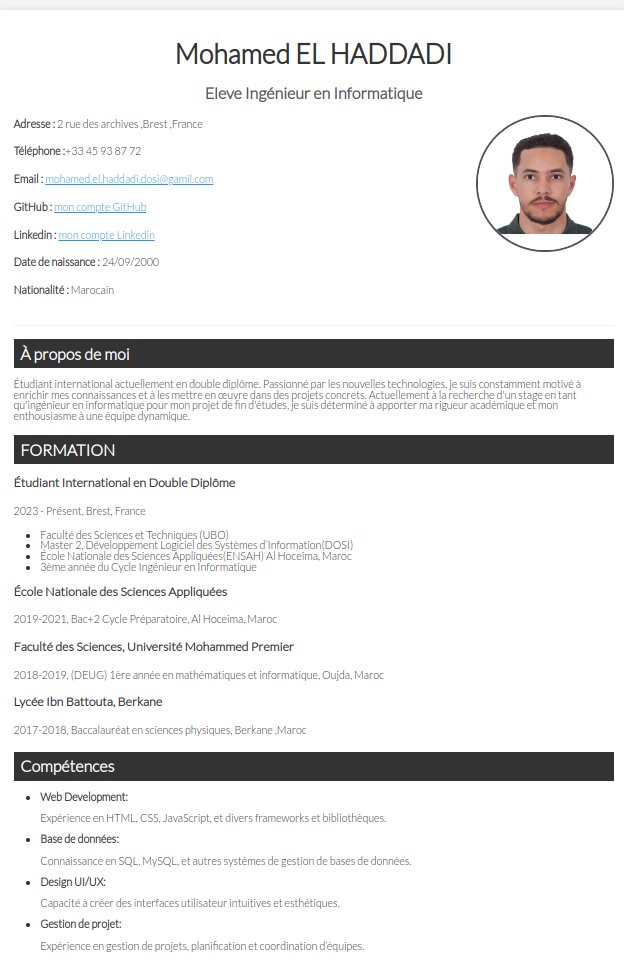 Mohamed EL HADDADI
Eleve Ingénieur en Informatique
Adresse : 2 rue des archives ,Brest ,France
Téléphone :+33 45 93 87 72
Email : mohamed.el.haddadi.dosi@gamil.com
GitHub : mon compte GitHub
Linkedin : mon compte Linkedin
Date de naissance : 24/09/2000
Nationalité : Marocain
À propos de moi
Étudiant international actuellement en double diplôme. Passionné par les nouvelles technologies, je suis constamment motivé à
enrichir mes connaissances et à les mettre en œuvre dans des projets concrets. Actuellement à la recherche d'un stage en tant
qu'ingénieur en informatique pour mon projet de fin d'études, je suis déterminé à apporter ma rigueur académique et mon
enthousiasme à une équipe dynamique.
FORMATION
Étudiant International en Double Diplôme
2023 - Présent, Brest, France
Faculté des Sciences et Techniques (UBO)
Master 2, Développement Logiciel des Systèmes d'Information(DOSI)
École Nationale des Sciences Appliquées(ENSAH) Al Hoceima, Maroc
3ème année du Cycle Ingénieur en Informatique
École Nationale des Sciences Appliquées
2019-2021, Bac+2 Cycle Préparatoire, Al Hoceima, Maroc
Faculté des Sciences, Université Mohammed Premier
2018-2019, (DEUG) 1ère année en mathématiques et informatique, Oujda, Maroc
Lycée Ibn Battouta, Berkane
2017-2018, Baccalauréat en sciences physiques, Berkane ,Maroc
Compétences
Web Development:
Expérience en HTML, CSS, JavaScript, et divers frameworks et bibliothèques.
Base de données:
Connaissance en SQL, MySQL, et autres systèmes de gestion de bases de données.
Design UI/UX:
Capacité à créer des interfaces utilisateur intuitives et esthétiques.
Gestion de projet:
Expérience en gestion de projets, planification et coordination d'équipes.